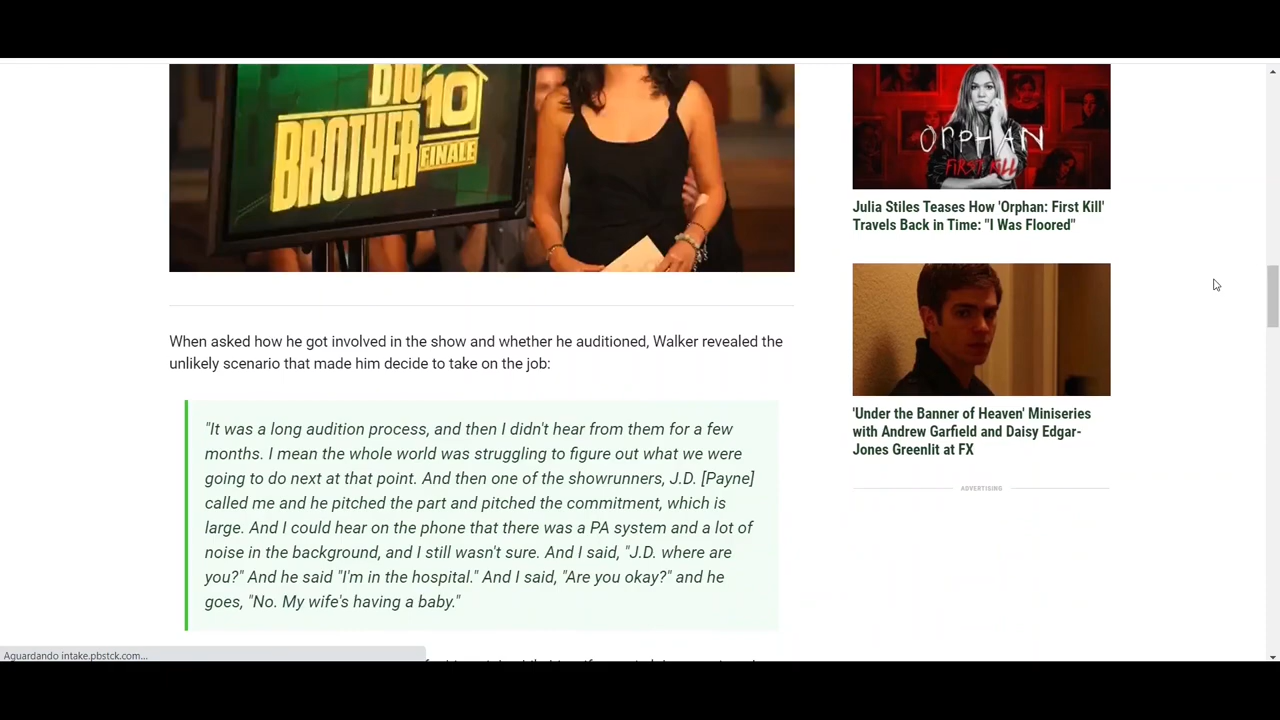 BIG
BROTHER 10
FINALE
When asked how he got involved in the show and whether he auditioned, Walker revealed the
unlikely scenario that made him decide to take on the job:
"It was a long audition process, and then I didn't hear from them for a few
months. I mean the whole world was struggling to figure out what we were
going to do next at that point. And then one of the showrunners, J.D. [Payne]
called me and he pitched the part and pitched the commitment, which is
large. And I could hear on the phone that there was a PA system and a lot of
noise in the background, and I still wasn't sure. And I said, "J.D. where are
you?" And he said "I'm in the hospital." And I said, "Are you okay?" and he
goes, "No. My wife's having a baby."
ORPHAN
FIRST KILL
Julia Stiles Teases How 'Orphan: First Kill'
Travels Back in Time: "I Was Floored"
'Under the Banner of Heaven' Miniseries
with Andrew Garfield and Daisy Edgar-
Jones Greenlit at FX
ADVERTISING
Aguardando intake.pbstck.com...